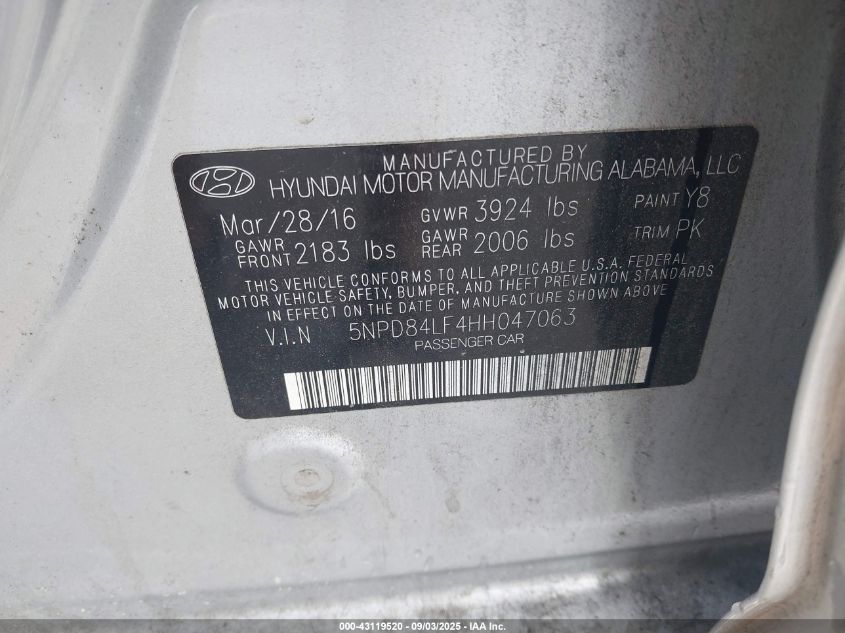 MANUFACTURED BY
HYUNDAI MOTOR MANUFACTURING ALABAMA, LLC
Mar/28/16 GVWR 3924 lbs PAINT Y8
GAWR FRONT 2183 lbs GAWR REAR 2006 lbs TRIM PK
THIS VEHICLE CONFORMS TO ALL APPLICABLE U.S.A. FEDERAL
MOTOR VEHICLE SAFETY, BUMPER, AND THEFT PREVENTION STANDARDS
IN EFFECT ON THE DATE OF MANUFACTURE SHOWN ABOVE
V.I.N 5NPD84LF4HH047063
PASSENGER CAR
000-43119520 - 09/03/2025 - IAA Inc.